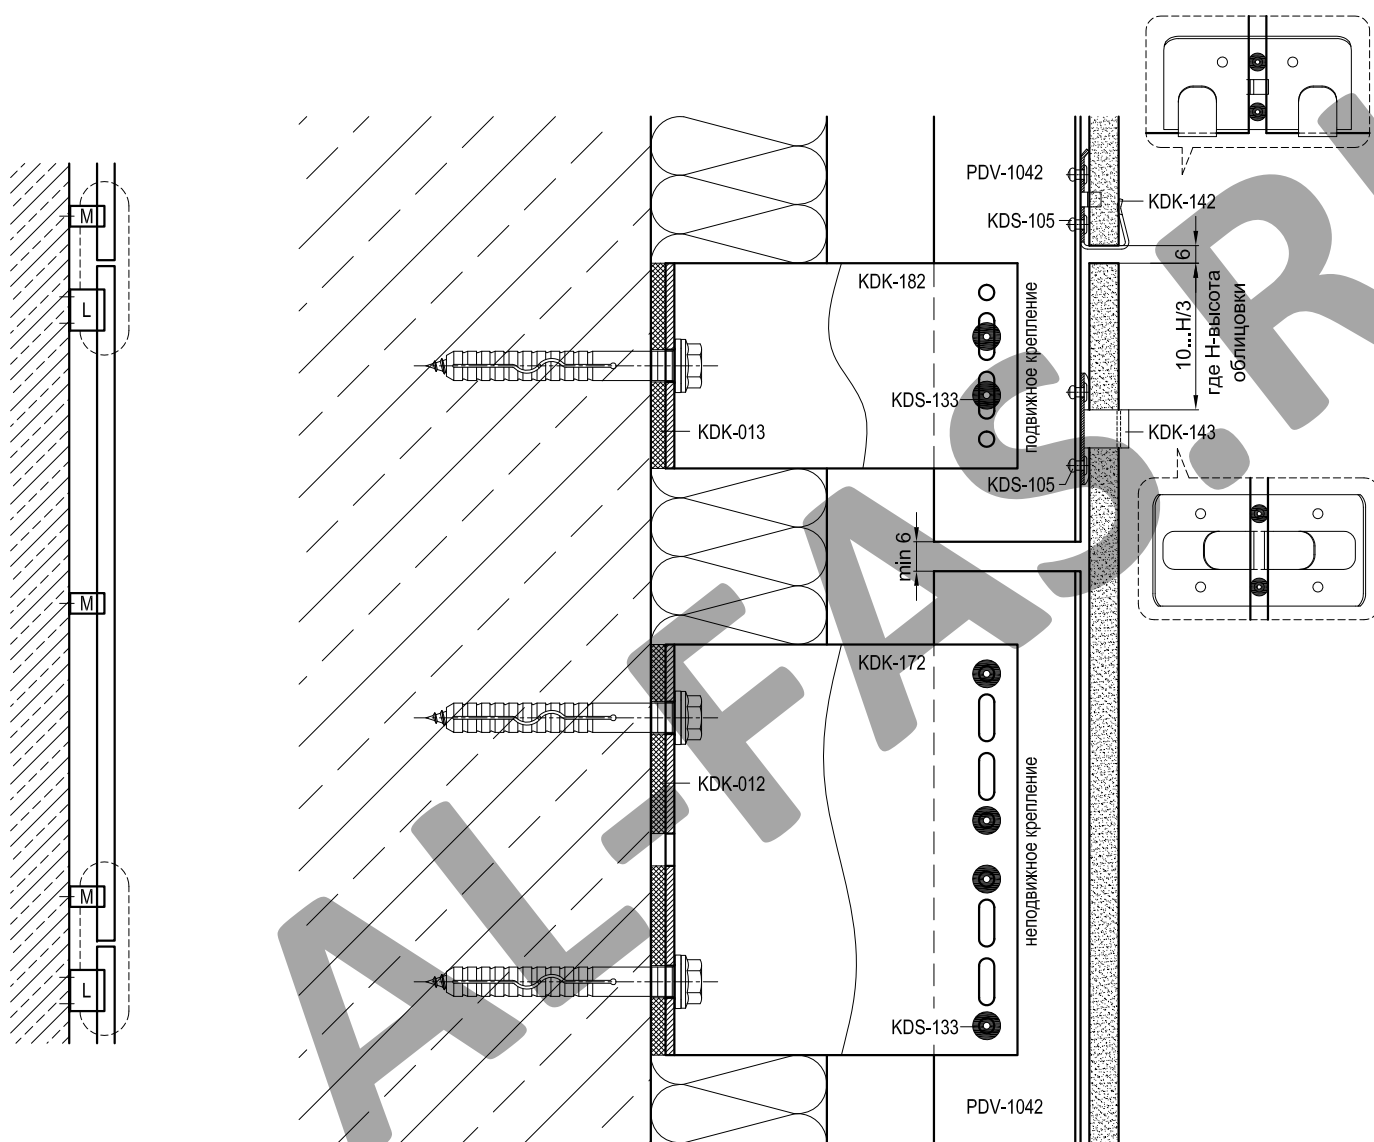 M
L
M
M
L
PDV-1042
KDS-105
KDK-142
6
10...H/3
где H-высота
облицовки
KDK-182
подвижное крепление
KDS-133
KDK-013
KDK-143
KDS-105
min 6
KDK-172
неподвижное крепление
KDK-012
KDS-133
PDV-1042
AL-FAS.R